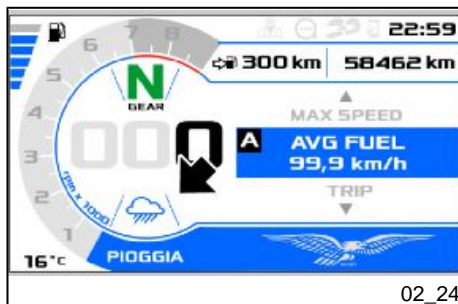 22:59
300 km 58462 km
8
7
6
5
4
3
2
1
rpm x 1000
N
GEAR
000
MAX SPEED
A AVG FUEL
99,9 km/h
TRIP
16°c
PIOGGIA
02_24